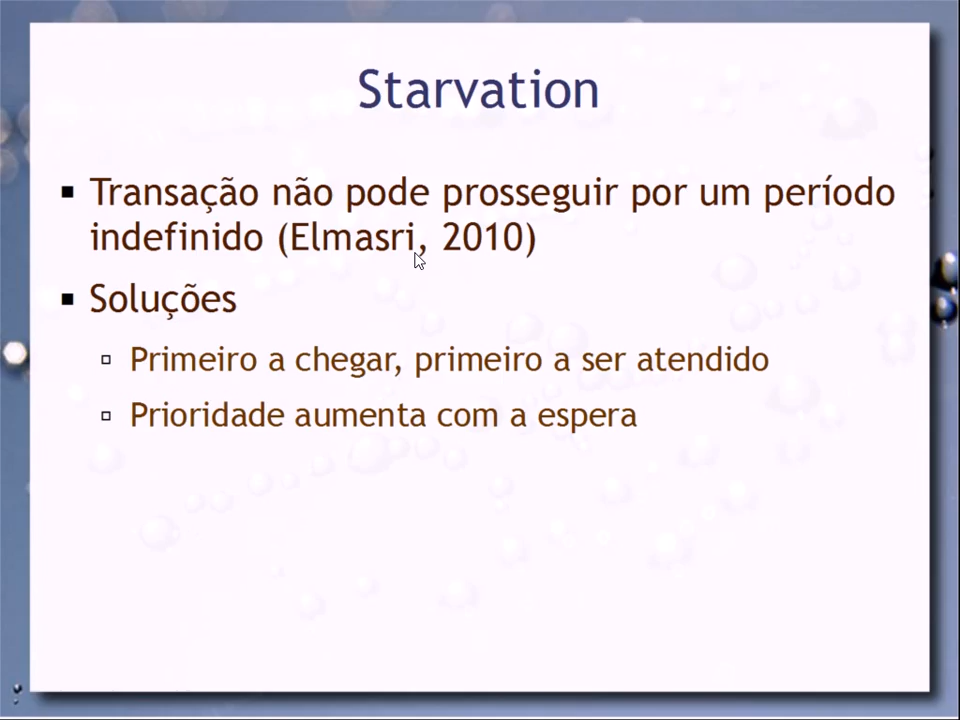 Starvation
Transação não pode prosseguir por um período
indefinido (Elmasri, 2010)
Soluções
Primeiro a chegar, primeiro a ser atendido
Prioridade aumenta com a espera